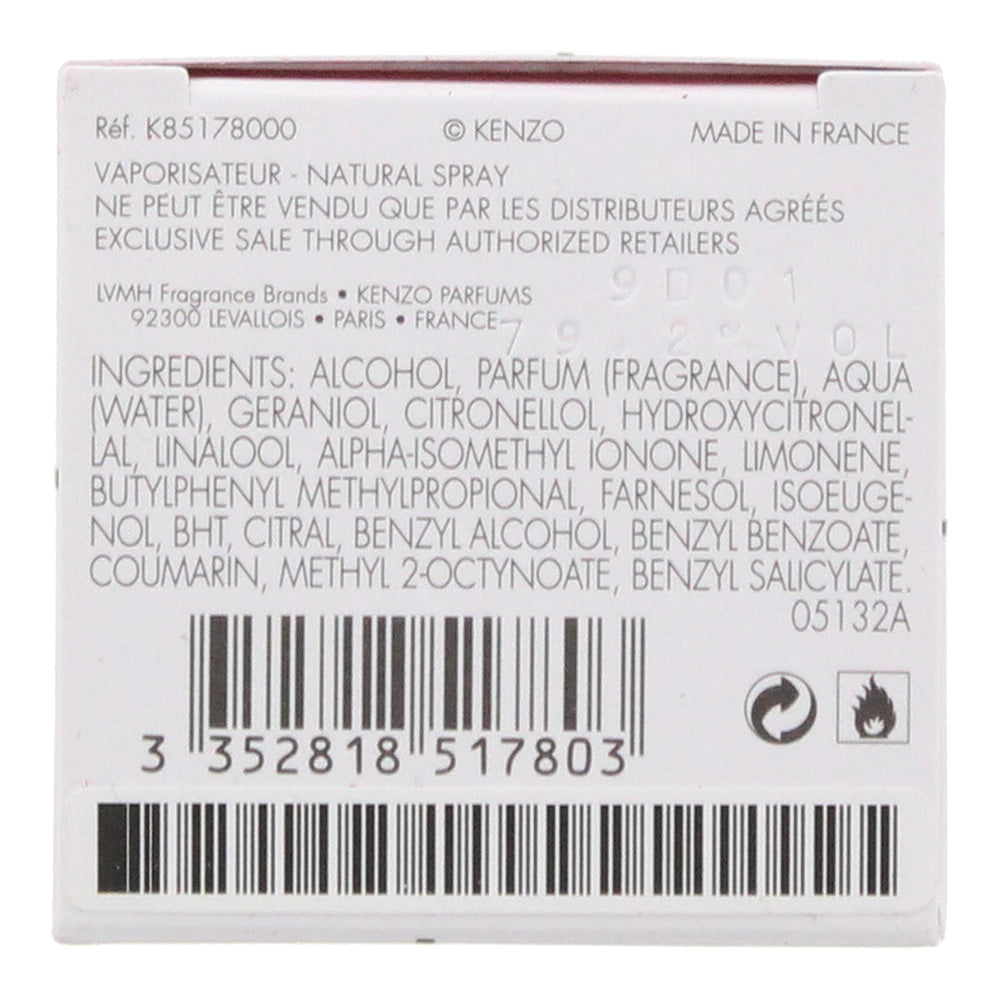 Réf. K85178000 © KENZO MADE IN FRANCE
VAPORISATEUR - NATURAL SPRAY
NE PEUT ÊTRE VENDU QUE PAR LES DISTRIBUTEURS AGRÉÉS
EXCLUSIVE SALE THROUGH AUTHORIZED RETAILERS
9D01
LVMH Fragrance Brands • KENZO PARFUMS
92300 LEVALLOIS • PARIS • FRANCE
79.2% VOL
INGREDIENTS: ALCOHOL, PARFUM (FRAGRANCE), AQUA
(WATER), GERANIOL, CITRONELLOL, HYDROXYCITRONEL-
LAL, LINALOOL, ALPHA-ISOMETHYL IONONE, LIMONENE,
BUTYLPHENYL METHYLPROPIONAL, FARNESOL, ISOEUGE-
NOL, BHT, CITRAL, BENZYL ALCOHOL, BENZYL BENZOATE,
COUMARIN, METHYL 2-OCTYNOATE, BENZYL SALICYLATE.
05132A
3 352818 517803